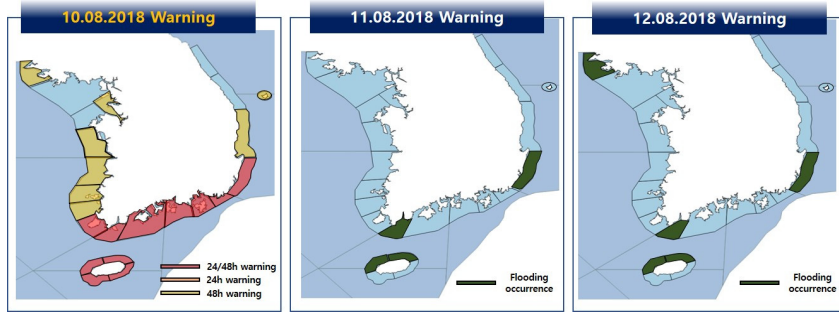 10.08.2018 Warning
24/48h warning
24h warning
48h warning
11.08.2018 Warning
Flooding
occurrence
12.08.2018 Warning
Flooding
occurrence